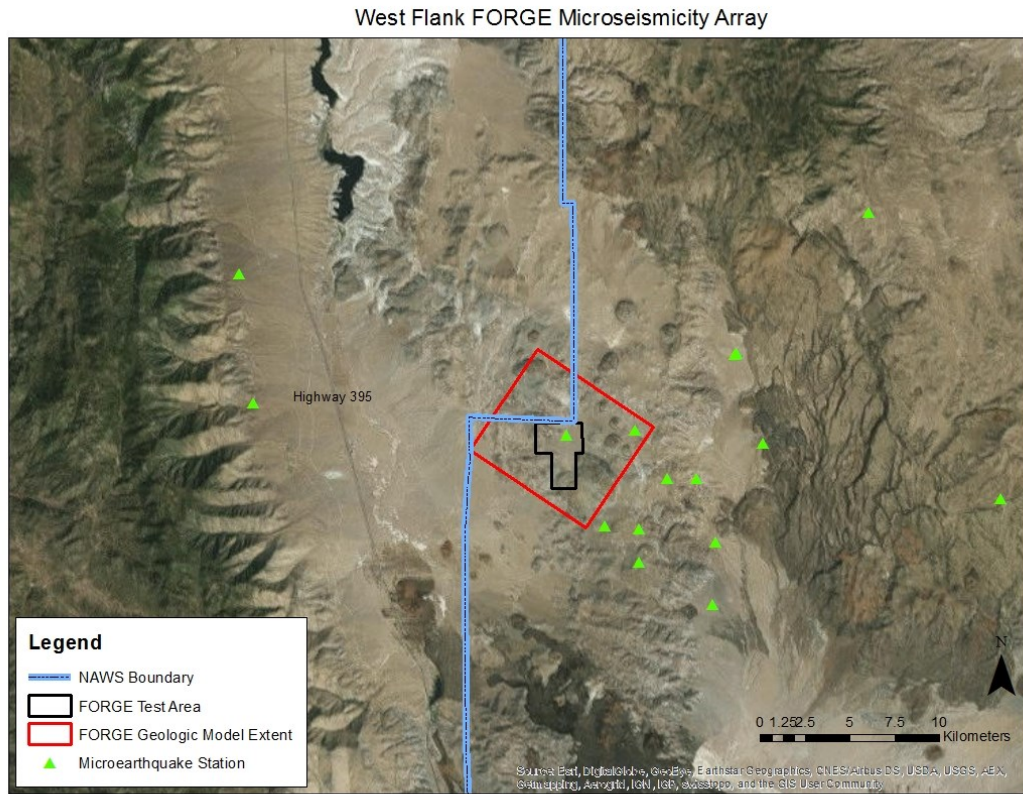 West Flank FORGE Microseismicity Array
Highway 395
Legend
NAWS Boundary
FORGE Test Area
FORGE Geologic Model Extent
Microearthquake Station
N
0 1.252.5 5 7.5 10
Kilometers
Source: Esri, DigitalGlobe, GeoEye, Earthstar Geographics, CNES/Airbus DS, USDA, USGS, AEX,
Getmapping, Aerogrid, IGN, IGP, swisstopo, and the GIS User Community